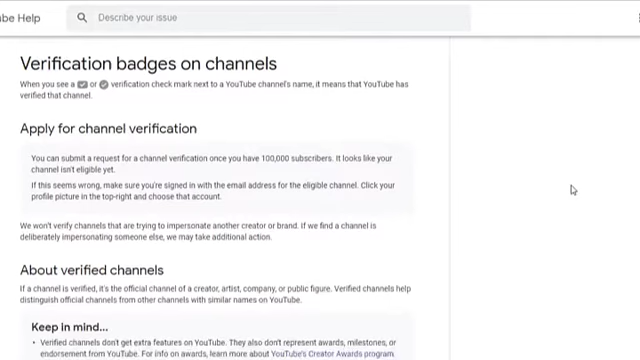 be Help
Describe your issue
Verification badges on channels
When you see a or verification check mark next to a YouTube channel's name, it means that YouTube has
verified that channel.
Apply for channel verification
You can submit a request for a channel verification once you have 100,000 subscribers. It looks like your
channel isn't eligible yet.
If this seems wrong, make sure you're signed in with the email address for the eligible channel. Click your
profile picture in the top-right and choose that account.
We won't verify channels that are trying to impersonate another creator or brand. If we find a channel is
deliberately impersonating someone else, we may take additional action.
About verified channels
If a channel is verified, it's the official channel of a creator, artist, company, or public figure. Verified channels help
distinguish official channels from other channels with similar names on YouTube.
Keep in mind...
• Verified channels don't get extra features on YouTube. They also don't represent awards, milestones, or
endorsement from YouTube. For info on awards, learn more about YouTube's Creator Awards program.